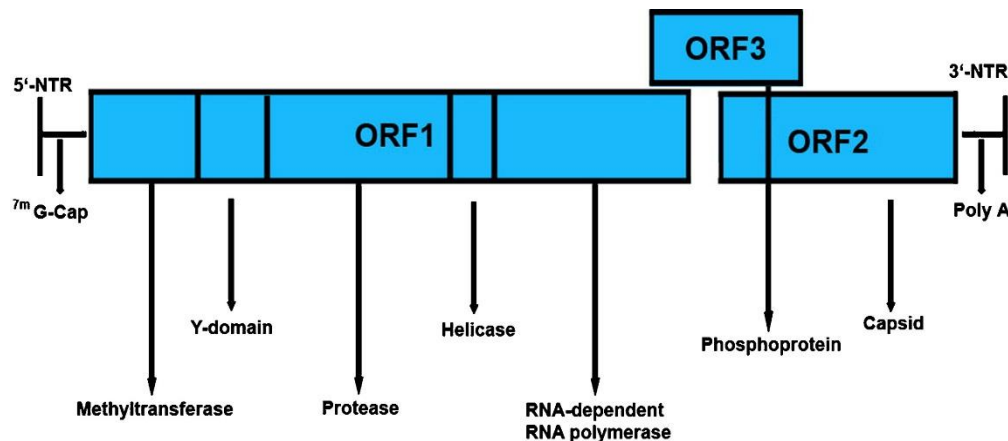 ORF3
5‘-NTR
3‘-NTR
ORF1
ORF2
7m G-Cap
Poly A
Y-domain
Helicase
Phosphoprotein
Capsid
Methyltransferase
Protease
RNA-dependent
RNA polymerase